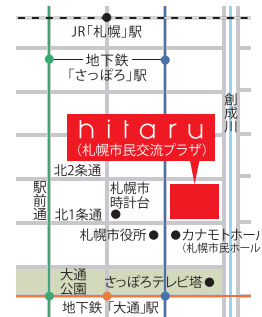 JR「札幌」駅
地下鉄
「さっぽろ」駅
創成川
hitaru
(札幌市民交流プラザ)
北2条通
駅前通
札幌市
時計台
北1条通
札幌市役所
カナモトホール
(札幌市民ホール)
大通
公園
さっぽろテレビ塔
地下鉄「大通」駅